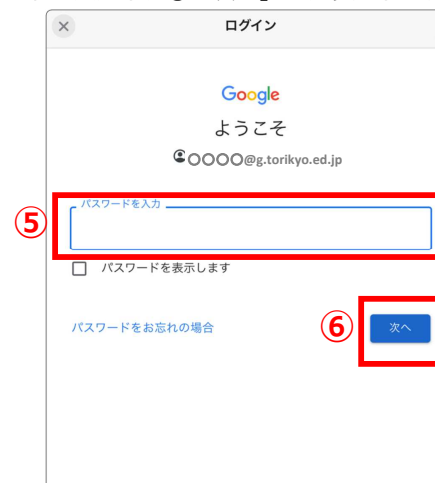 ログイン
Google
ようこそ
〇〇〇〇@g.torikyo.ed.jp
パスワードを入力
⑤
パスワードを表示します
パスワードをお忘れの場合
⑥
次へ